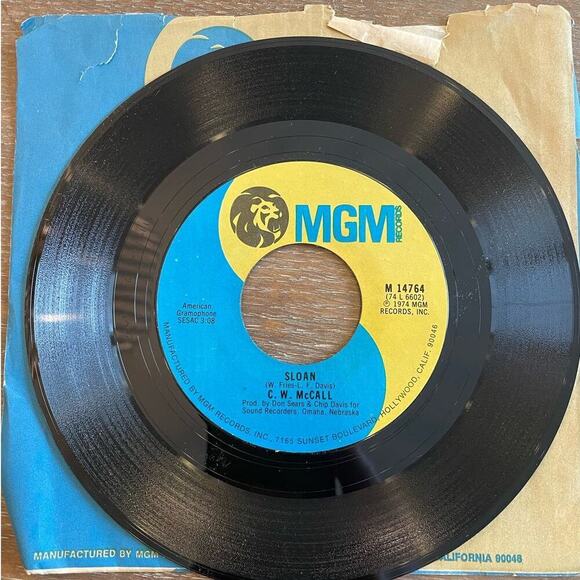 MGM
RECORDS
M 14764
(74 L 6602)
℗ 1974 MGM
RECORDS, INC.
American
Gramophone
SESAC 3:08
SLOAN
(W. Fries-L. F. Davis)
C. W. McCALL
Prod. by Don Sears & Chip Davis for
Sound Recorders, Omaha, Nebraska
MANUFACTURED BY MGM RECORDS, INC., 7165 SUNSET BOULEVARD, HOLLYWOOD, CALIF. 90046
MANUFACTURED BY MGM
CALIFORNIA 90046